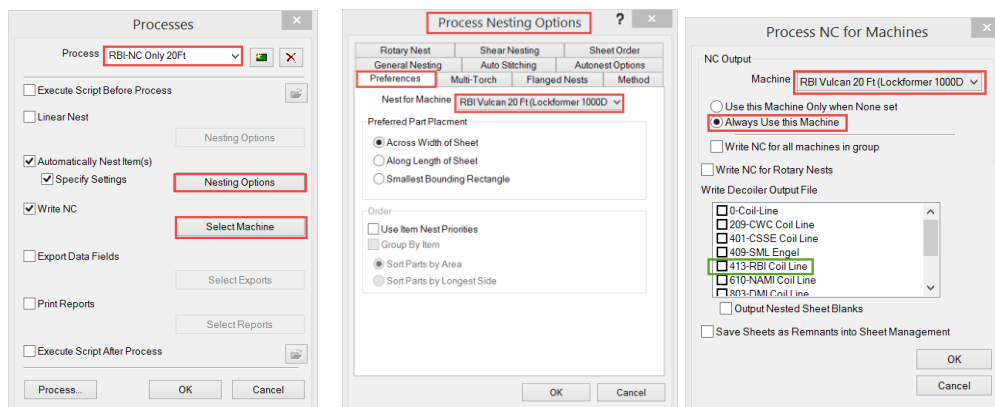 Processes
Process RBI-NC Only 20Ft
Execute Script Before Process
Linear Nest
Nesting Options
Automatically Nest Item(s)
Specify Settings
Nesting Options
Write NC
Select Machine
Export Data Fields
Select Exports
Print Reports
Select Reports
Execute Script After Process
Process... OK Cancel
Process Nesting Options ?
Rotary Nest Shear Nesting Sheet Order
General Nesting Auto Stitching Autonest Options
Preferences Multi-Torch Flanged Nests Method
Nest for Machine RBI Vulcan 20 Ft (Lockformer 1000D
Preferred Part Placment
Across Width of Sheet
Along Length of Sheet
Smallest Bounding Rectangle
Order
Use Item Nest Priorities
Group By Item
Sort Parts by Area
Sort Parts by Longest Side
OK Cancel
Process NC for Machines
NC Output
Machine RBI Vulcan 20 Ft (Lockformer 1000D
Use this Machine Only when None set
Always Use this Machine
Write NC for all machines in group
Write NC for Rotary Nests
Write Decoiler Output File
0-Coil-Line
209-CWC Coil Line
401-CSSE Coil Line
409-SML Engel
413-RBI Coil Line
610-NAMI Coil Line
803-DMI Coil Line
Output Nested Sheet Blanks
Save Sheets as Remnants into Sheet Management
OK
Cancel